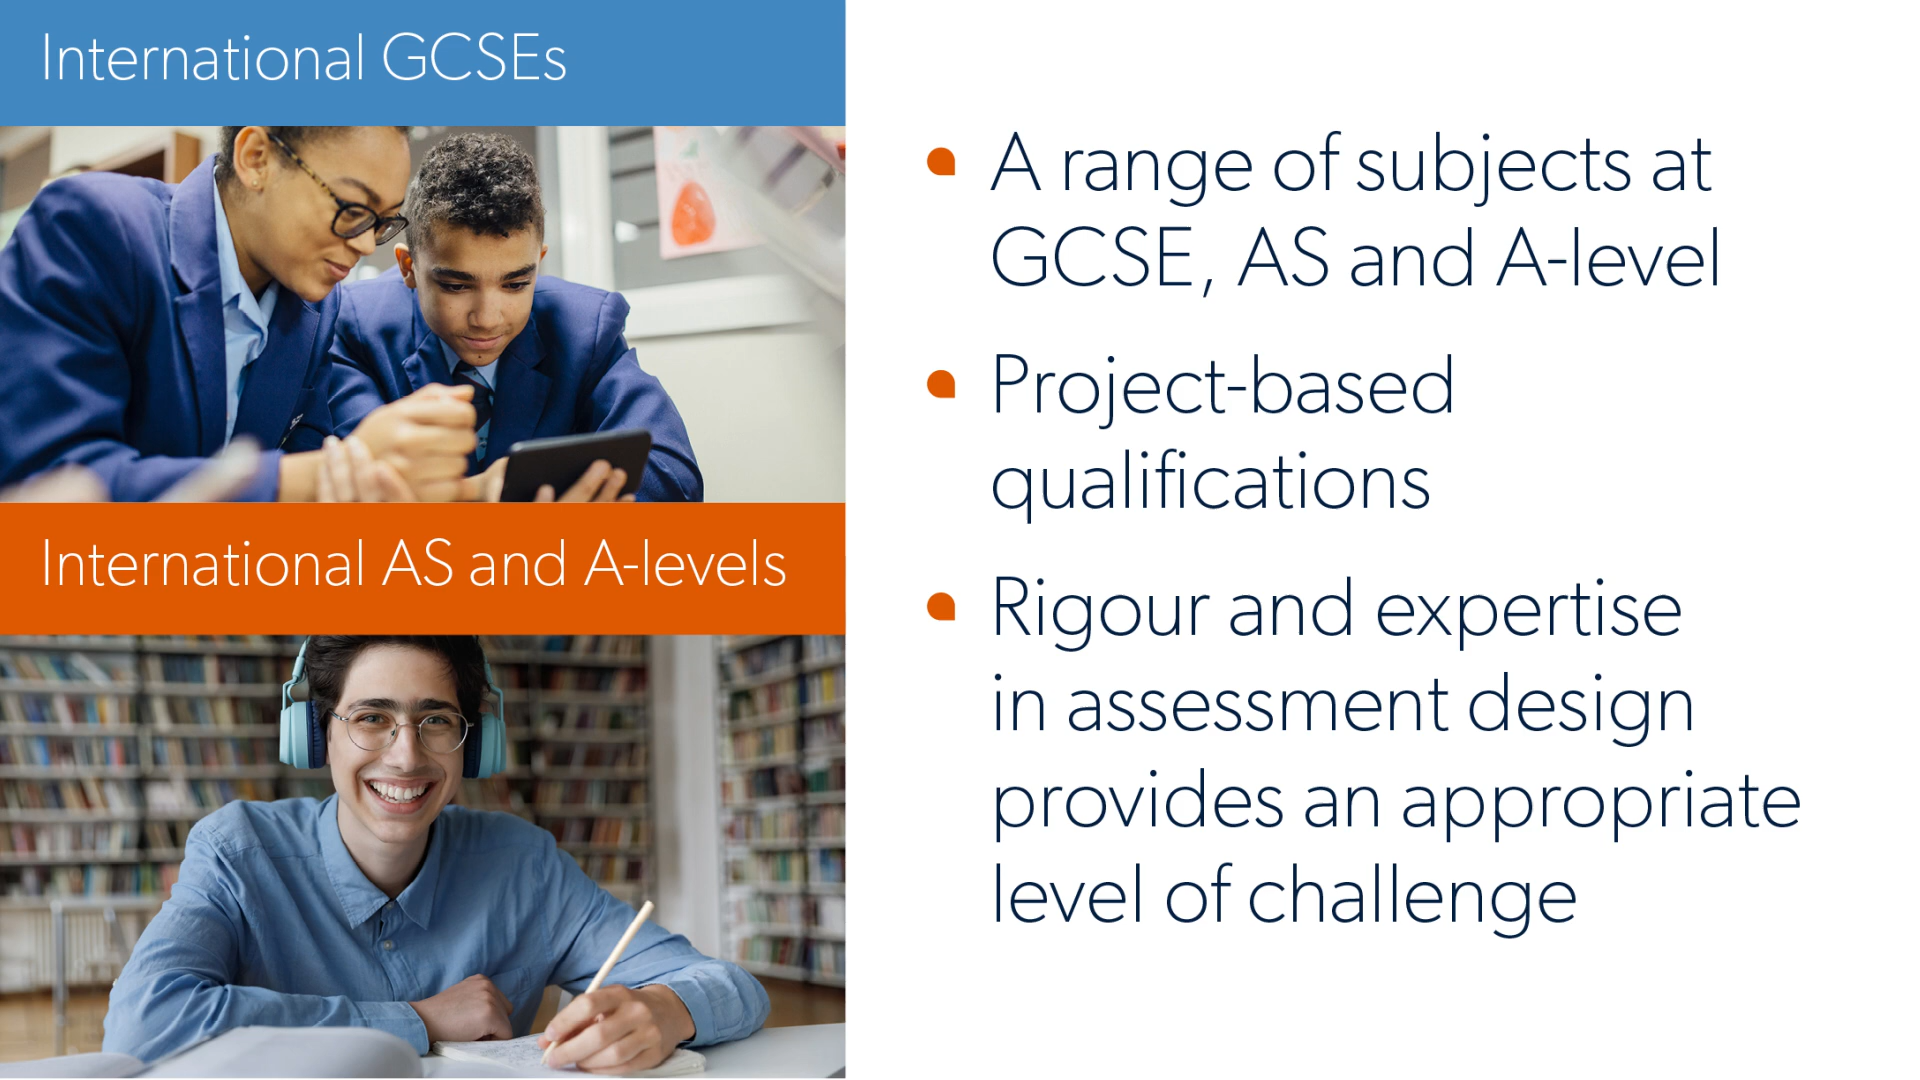 International GCSEs
International AS and A-levels
A range of subjects at
GCSE, AS and A-level
Project-based
qualifications
Rigour and expertise
in assessment design
provides an appropriate
level of challenge